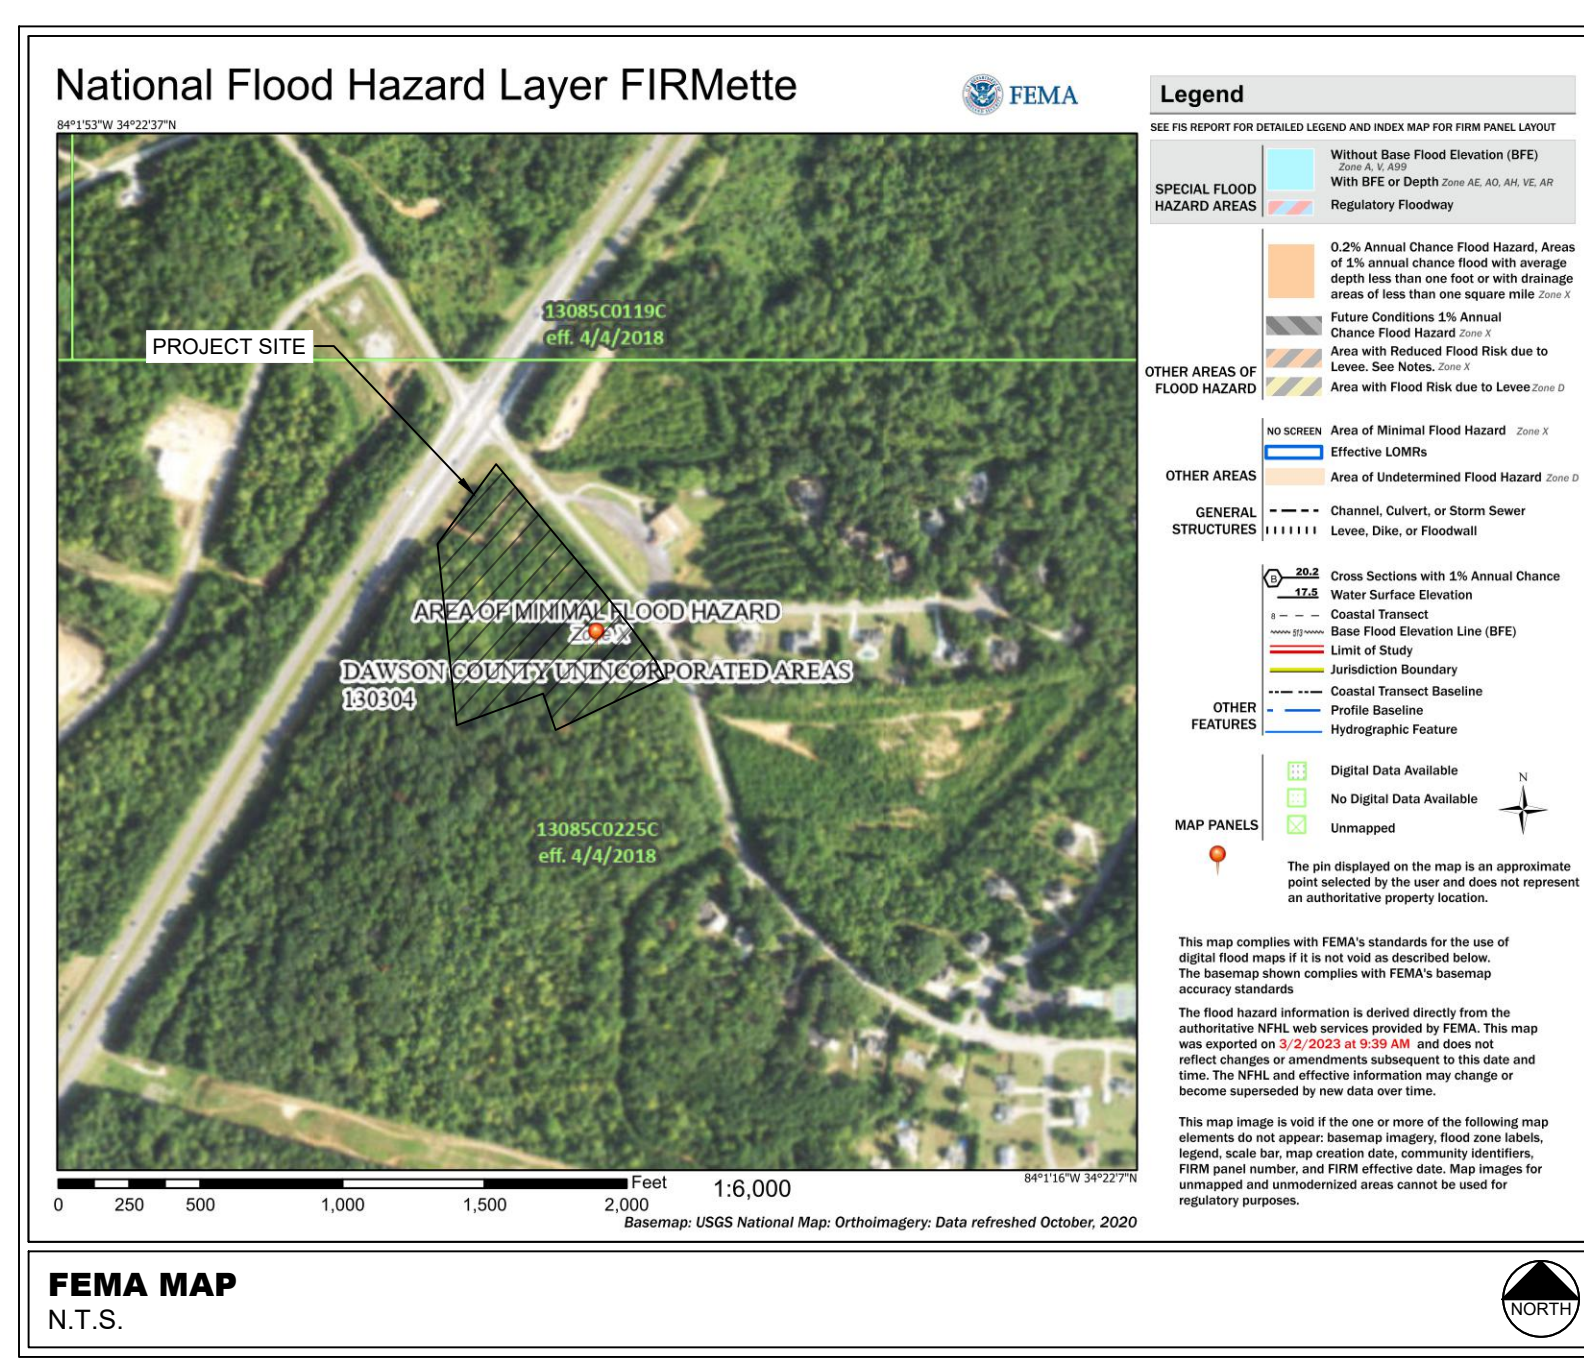 National Flood Hazard Layer FIRMette
FEMA
84°1'53"W 34°22'37"N
13085C0119C
eff. 4/4/2018
PROJECT SITE
AREA OF MINIMAL FLOOD HAZARD
Zone X
DAWSON COUNTY UNINCORPORATED AREAS
130304
13085C0225C
eff. 4/4/2018
84°1'16"W 34°22'7"N
Feet
1:6,000
0 250 500 1,000 1,500 2,000
Basemap: USGS National Map: Orthoimagery: Data refreshed October, 2020
Legend
SEE FIS REPORT FOR DETAILED LEGEND AND INDEX MAP FOR FIRM PANEL LAYOUT
SPECIAL FLOOD
HAZARD AREAS
Without Base Flood Elevation (BFE)
Zone A, V, A99
With BFE or Depth Zone AE, AO, AH, VE, AR
Regulatory Floodway
0.2% Annual Chance Flood Hazard, Areas
of 1% annual chance flood with average
depth less than one foot or with drainage
areas of less than one square mile Zone X
Future Conditions 1% Annual
Chance Flood Hazard Zone X
Area with Reduced Flood Risk due to
Levee. See Notes. Zone X
Area with Flood Risk due to Levee Zone D
OTHER AREAS OF
FLOOD HAZARD
NO SCREEN Area of Minimal Flood Hazard Zone X
Effective LOMRs
OTHER AREAS
Area of Undetermined Flood Hazard Zone D
GENERAL
STRUCTURES
Channel, Culvert, or Storm Sewer
Levee, Dike, or Floodwall
B 20.2 Cross Sections with 1% Annual Chance
17.5 Water Surface Elevation
8 Coastal Transect
513 Base Flood Elevation Line (BFE)
Limit of Study
Jurisdiction Boundary
Coastal Transect Baseline
OTHER
FEATURES
Profile Baseline
Hydrographic Feature
Digital Data Available
No Digital Data Available
Unmapped
MAP PANELS
N
The pin displayed on the map is an approximate
point selected by the user and does not represent
an authoritative property location.
This map complies with FEMA's standards for the use of
digital flood maps if it is not void as described below.
The basemap shown complies with FEMA's basemap
accuracy standards
The flood hazard information is derived directly from the
authoritative NFHL web services provided by FEMA. This map
was exported on 3/2/2023 at 9:39 AM and does not
reflect changes or amendments subsequent to this date and
time. The NFHL and effective information may change or
become superseded by new data over time.
This map image is void if the one or more of the following map
elements do not appear: basemap imagery, flood zone labels,
legend, scale bar, map creation date, community identifiers,
FIRM panel number, and FIRM effective date. Map images for
unmapped and unmodernized areas cannot be used for
regulatory purposes.
FEMA MAP
N.T.S.
NORTH